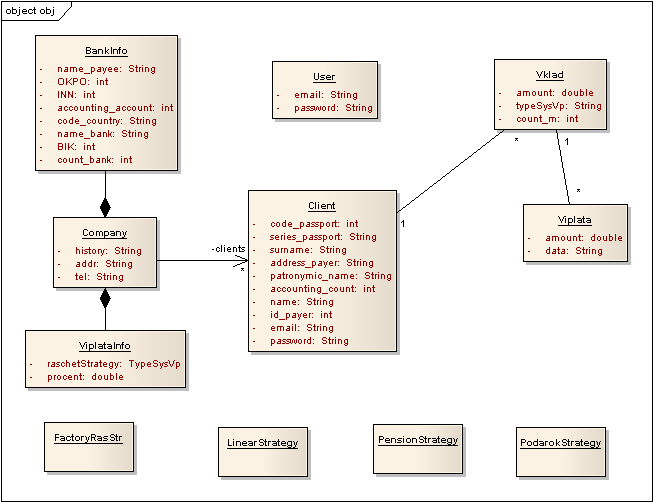 object obj
BankInfo
- name_payee: String
- OKPO: int
- INN: int
- accounting_account: int
- code_country: String
- name_bank: String
- BIK: int
- count_bank: int
User
- email: String
- password: String
Vklad
- amount: double
- typeSysVp: String
- count_m: int
* 1
*
Viplata
- amount: double
- data: String
Company
- history: String
- addr: String
- tel: String
-clients
*
Client
- code_passport: int
- series_passport: String
- surname: String
- address_payer: String
- patronymic_name: String
- accounting_count: int
- name: String
- id_payer: int
- email: String
- password: String
1
ViplataInfo
- raschetStrategy: TypeSysVp
- procent: double
FactoryRasStr
LinearStrategy
PensionStrategy
PodarokStrategy